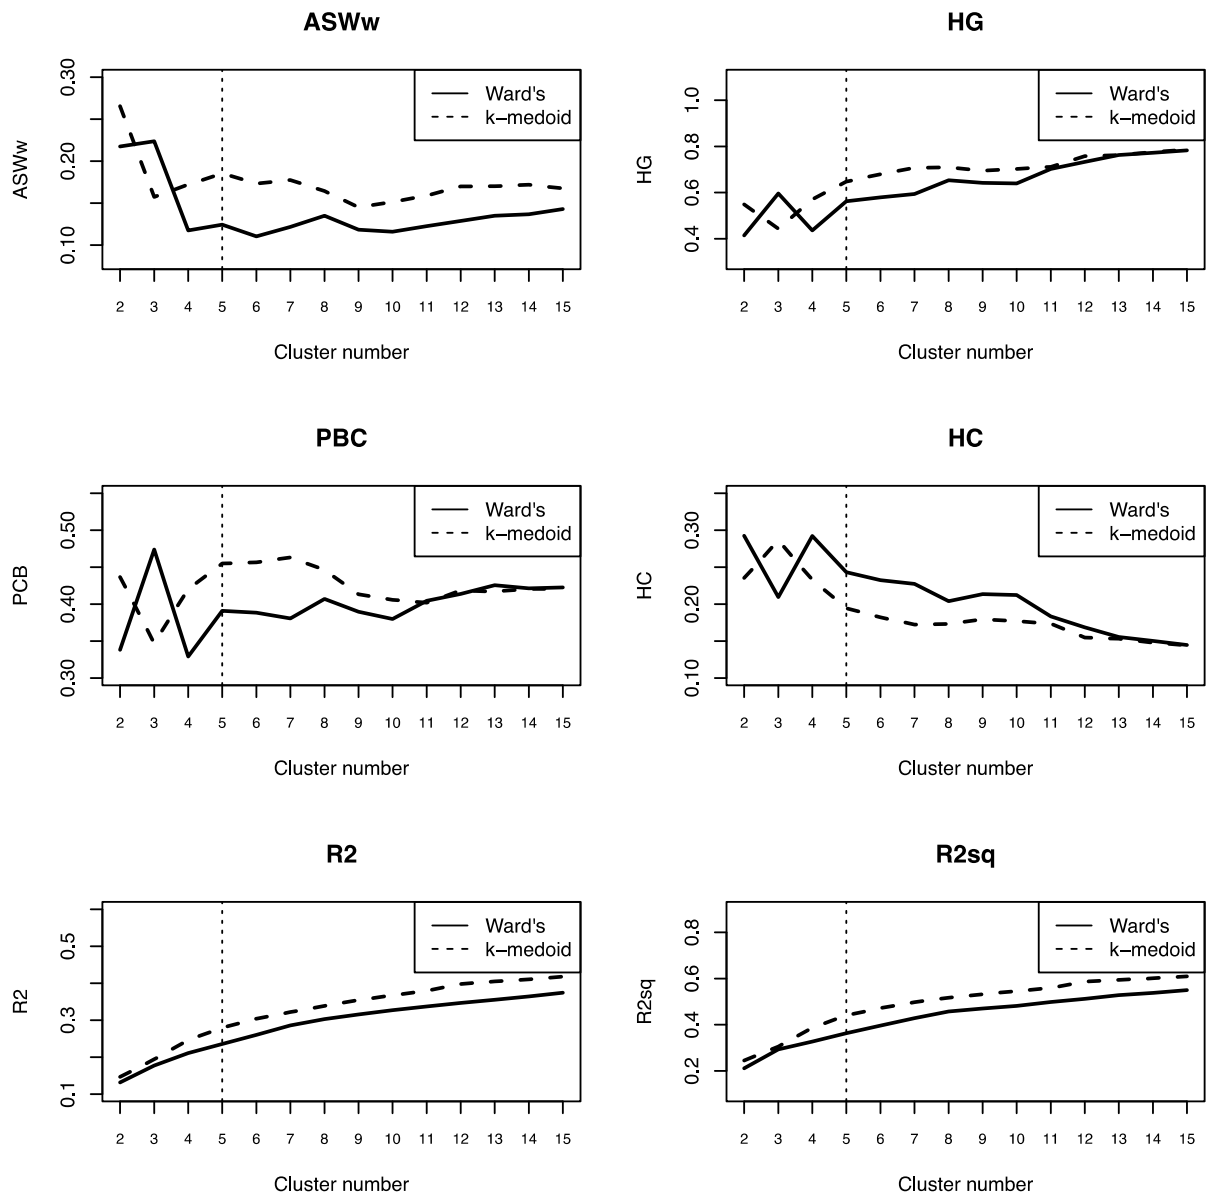 ASWw
ASWw
0.10 0.20 0.30
Ward's
k−medoid
2 3 4 5 6 7 8 9 10 11 12 13 14 15
Cluster number
HG
HG
0.4 0.6 0.8 1.0
Ward's
k−medoid
2 3 4 5 6 7 8 9 10 11 12 13 14 15
Cluster number
PBC
PCB
0.30 0.40 0.50
Ward's
k−medoid
2 3 4 5 6 7 8 9 10 11 12 13 14 15
Cluster number
HC
HC
0.10 0.20 0.30
Ward's
k−medoid
2 3 4 5 6 7 8 9 10 11 12 13 14 15
Cluster number
R2
R2
0.1 0.3 0.5
Ward's
k−medoid
2 3 4 5 6 7 8 9 10 11 12 13 14 15
Cluster number
R2sq
R2sq
0.2 0.4 0.6 0.8
Ward's
k−medoid
2 3 4 5 6 7 8 9 10 11 12 13 14 15
Cluster number